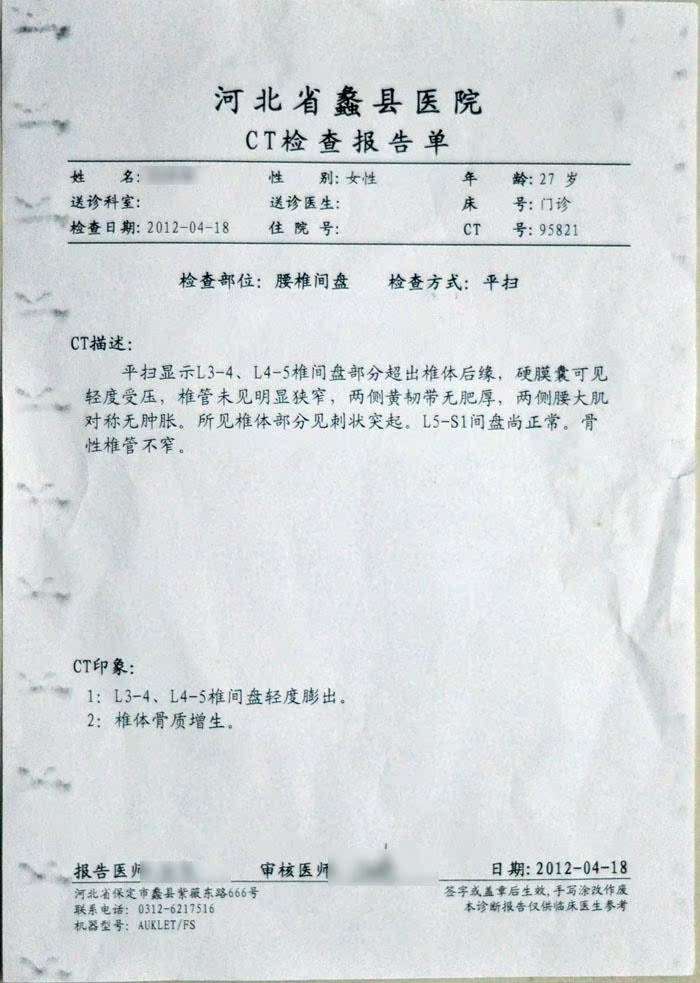 河北省蠡县医院
CT检查报告单
姓 名: 性 别: 女性 年 龄: 27 岁
送诊科室: 送诊医生: 床 号: 门诊
检查日期: 2012-04-18 住 院 号: CT 号: 95821
检查部位: 腰椎间盘 检查方式: 平扫
CT描述:
平扫显示L3-4、L4-5椎间盘部分超出椎体后缘，硬膜囊可见
轻度受压，椎管未见明显狭窄，两侧黄韧带无肥厚，两侧腰大肌
对称无肿胀。所见椎体部分见刺状突起。L5-S1间盘尚正常。骨
性椎管不窄。
CT印象:
1: L3-4、L4-5椎间盘轻度膨出。
2: 椎体骨质增生。
报告医师 审核医师 日期: 2012-04-18
河北省保定市蠡县紫薇东路666号 签字或盖章后生效, 手写涂改作废
联系电话: 0312-6217516 本诊断报告仅供临床医生参考
机器型号: AUKLET/FS